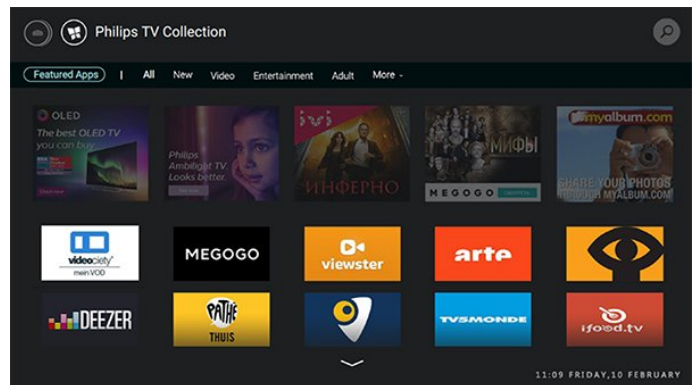 Philips TV Collection
Featured Apps | All New Video Entertainment Adult More
OLED
The best OLED TV
you can buy
Philips
Ambilight TV.
Looks better.
ivi
ИНФЕРНО
МИФЫ
MEGOGO
myalbum.com
SHARE YOUR PHOTOS
THROUGH MYALBUM.COM
videociety
mein VOD
MEGOGO
viewster
arte
DEEZER
PATHÉ
THUIS
TV5MONDE
ifood.tv
11:09 FRIDAY,10 FEBRUARY